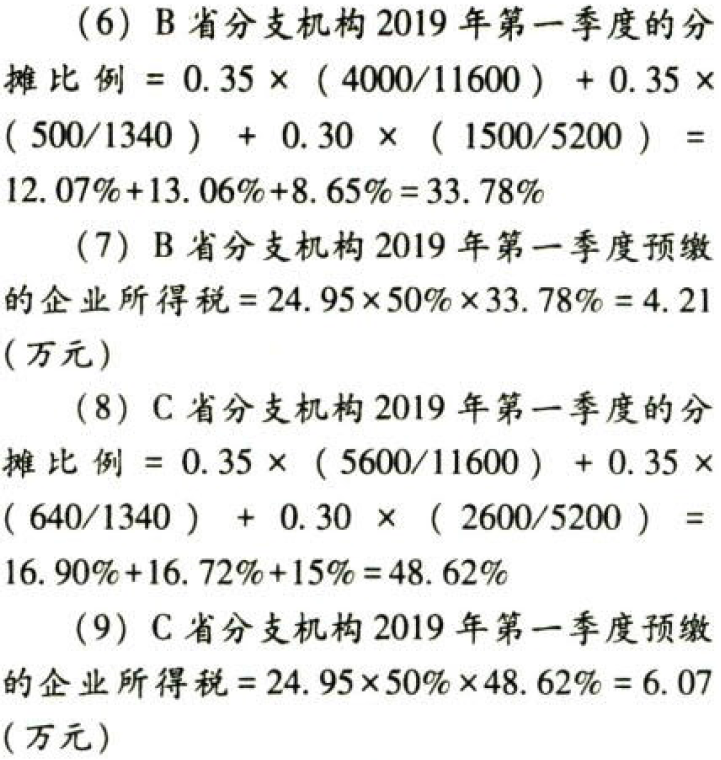 （6）B 省分支机构 2019 年第一季度的分
摊比例 = 0.35 ×（4000/11600）+ 0.35 ×
（500/1340）+ 0.30 ×（1500/5200）=
12.07%+13.06%+8.65%=33.78%
（7）B 省分支机构 2019 年第一季度预缴
的企业所得税=24.95×50%×33.78%=4.21
（万元）
（8）C 省分支机构 2019 年第一季度的分
摊比例 = 0.35 ×（5600/11600）+ 0.35 ×
（640/1340）+ 0.30 ×（2600/5200）=
16.90%+16.72%+15%=48.62%
（9）C 省分支机构 2019 年第一季度预缴
的企业所得税=24.95×50%×48.62%=6.07
（万元）